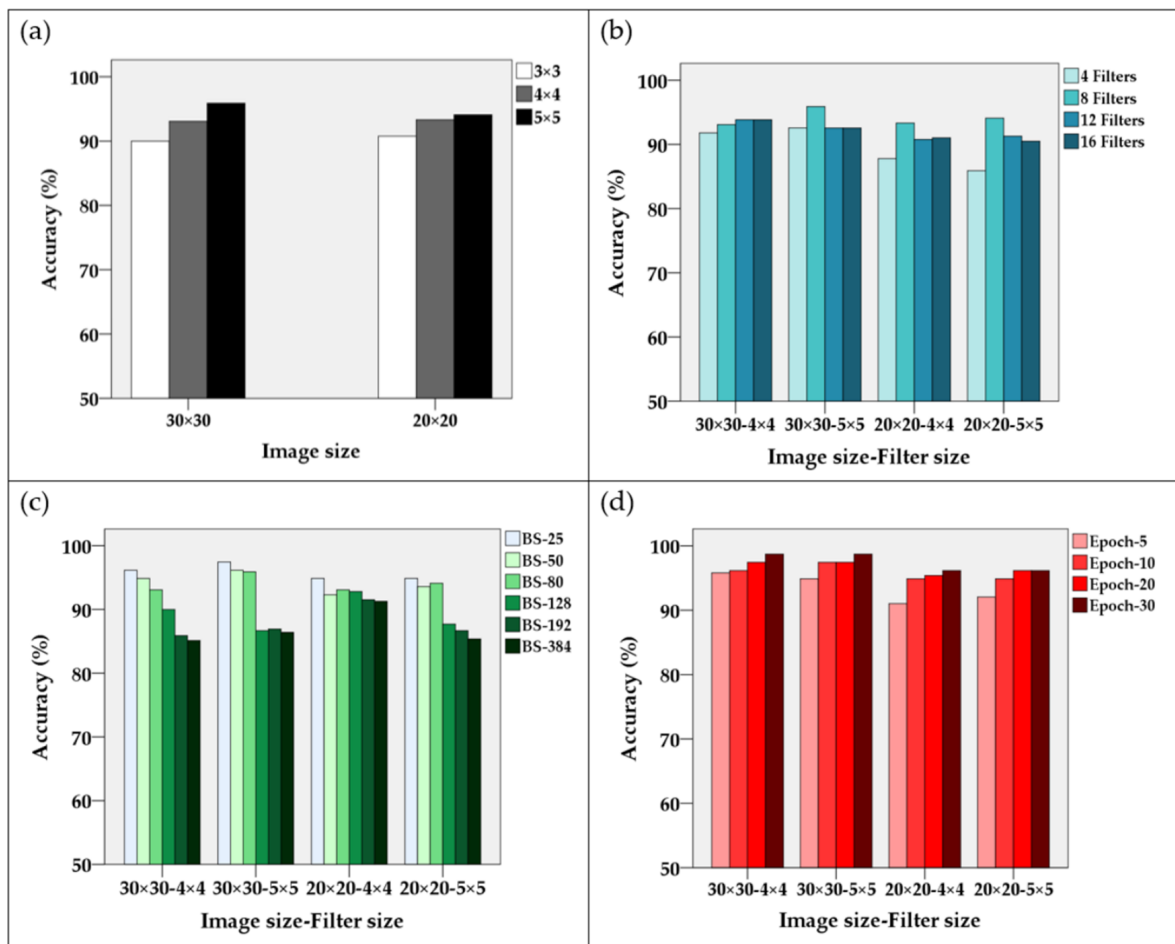 (a)
100
90
80
70
60
50
Accuracy (%)
3×3
4×4
5×5
30×30
20×20
Image size
(b)
100
90
80
70
60
50
Accuracy (%)
4 Filters
8 Filters
12 Filters
16 Filters
30×30-4×4 30×30-5×5 20×20-4×4 20×20-5×5
Image size-Filter size
(c)
100
90
80
70
60
50
Accuracy (%)
BS-25
BS-50
BS-80
BS-128
BS-192
BS-384
30×30-4×4 30×30-5×5 20×20-4×4 20×20-5×5
Image size-Filter size
(d)
100
90
80
70
60
50
Accuracy (%)
Epoch-5
Epoch-10
Epoch-20
Epoch-30
30×30-4×4 30×30-5×5 20×20-4×4 20×20-5×5
Image size-Filter size